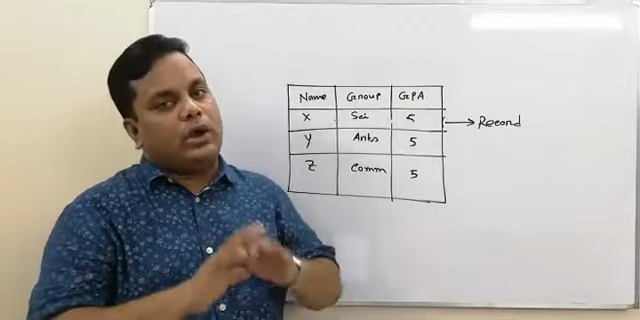 Name Group GPA
X Sci 5 → Record
Y Arts 5
Z Comm 5